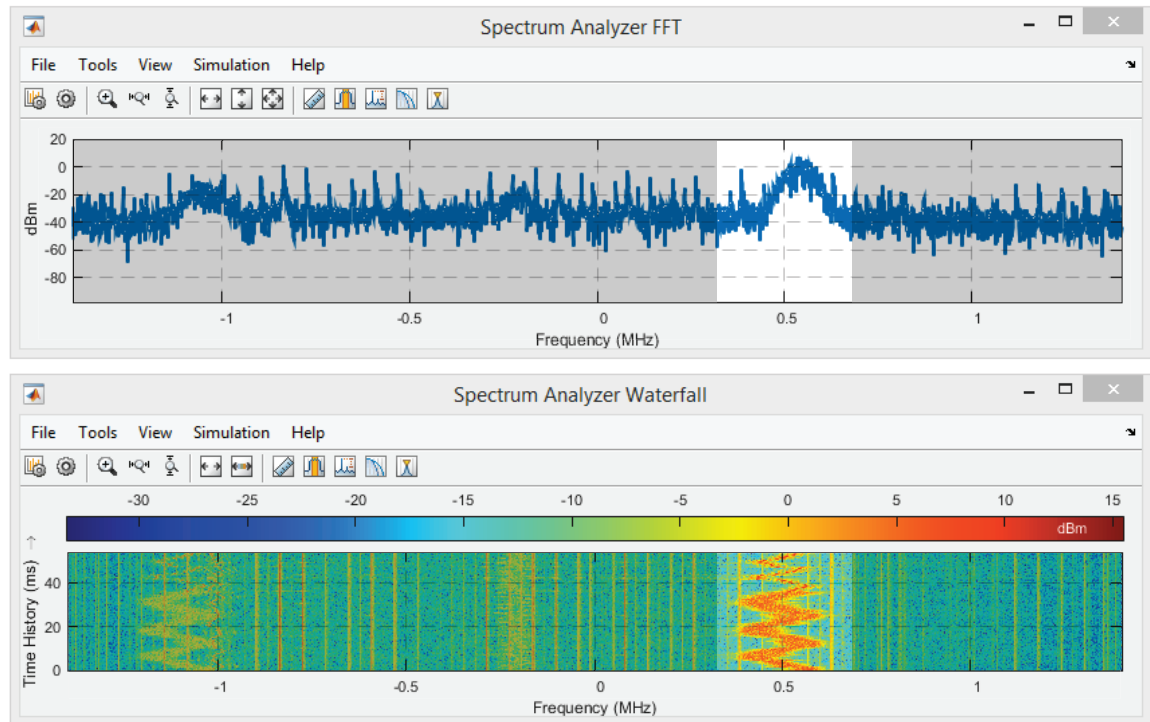 Spectrum Analyzer FFT
File Tools View Simulation Help
20
0
-20
-40
-60
-80
dBm
-1 -0.5 0 0.5 1
Frequency (MHz)
Spectrum Analyzer Waterfall
File Tools View Simulation Help
-30 -25 -20 -15 -10 -5 0 5 10 15
dBm
Time History (ms)
40
20
0
-1 -0.5 0 0.5 1
Frequency (MHz)